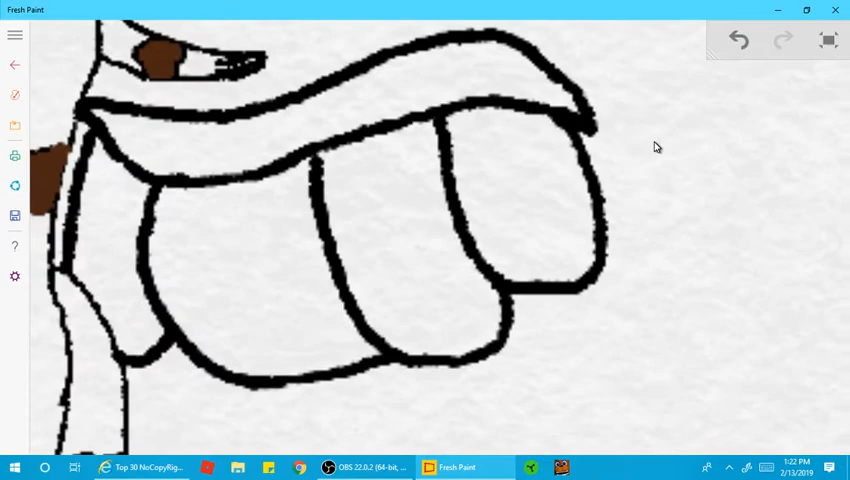 Fresh Paint
Top 30 NoCopyRig...
OBS 22.0.2 (64-bit, ...
Fresh Paint
1:22 PM
2/13/2019